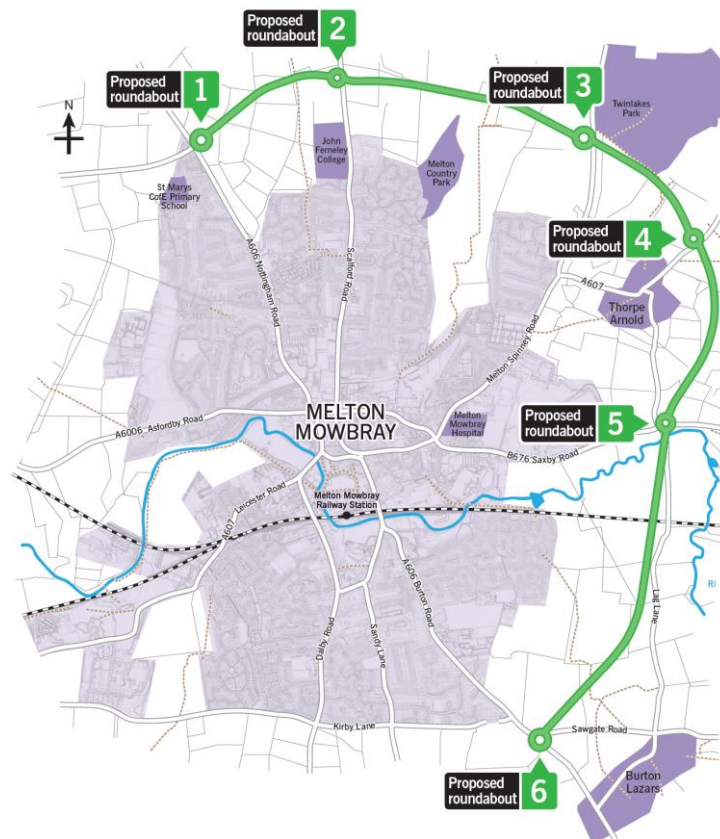 Proposed
roundabout
2
Proposed
roundabout
1
Proposed
roundabout
3
Twinlakes
Park
N
John
Ferneley
College
Melton
Country
Park
St Marys
CofE Primary
School
Proposed
roundabout
4
A606 Nottingham Road
Scalford Road
A607
Thorpe
Arnold
Melton Spinney Road
MELTON
MOWBRAY
A6006 Asfordby Road
Melton
Mowbray
Hospital
Proposed
roundabout
5
B676 Saxby Road
A607 Leicester Road
Melton Mowbray
Railway Station
RI
A606 Burton Road
Lag Lane
Dalby Road
Sandy Lane
Kirby Lane
Sawgate Road
Proposed
roundabout
6
Burton
Lazars